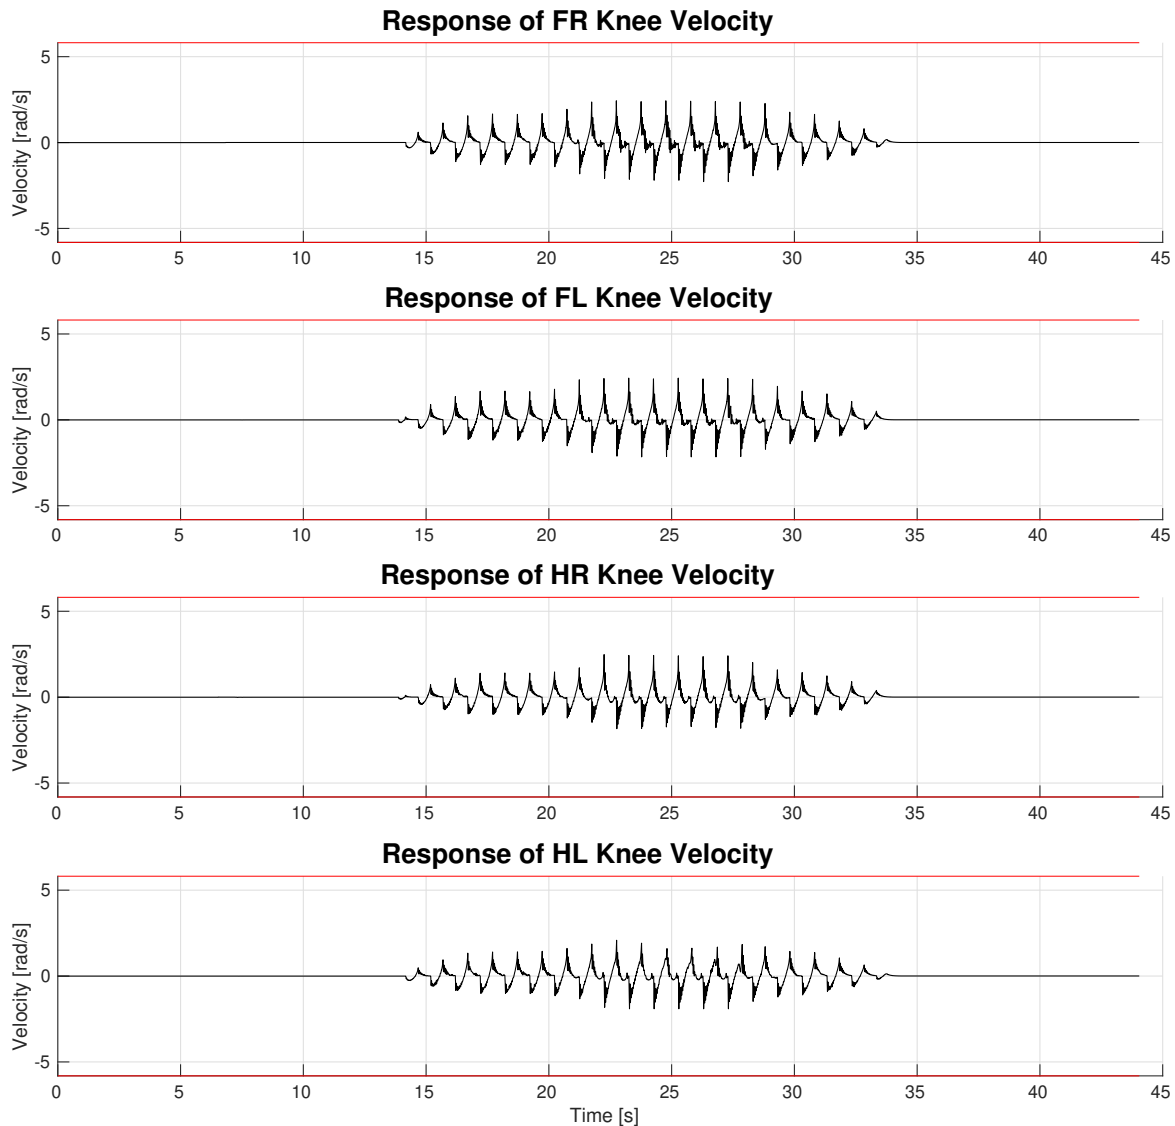 Response of FR Knee Velocity
Velocity [rad/s]
5
0
-5
0 5 10 15 20 25 30 35 40 45
Response of FL Knee Velocity
Velocity [rad/s]
5
0
-5
0 5 10 15 20 25 30 35 40 45
Response of HR Knee Velocity
Velocity [rad/s]
5
0
-5
0 5 10 15 20 25 30 35 40 45
Response of HL Knee Velocity
Velocity [rad/s]
5
0
-5
0 5 10 15 20 25 30 35 40 45
Time [s]